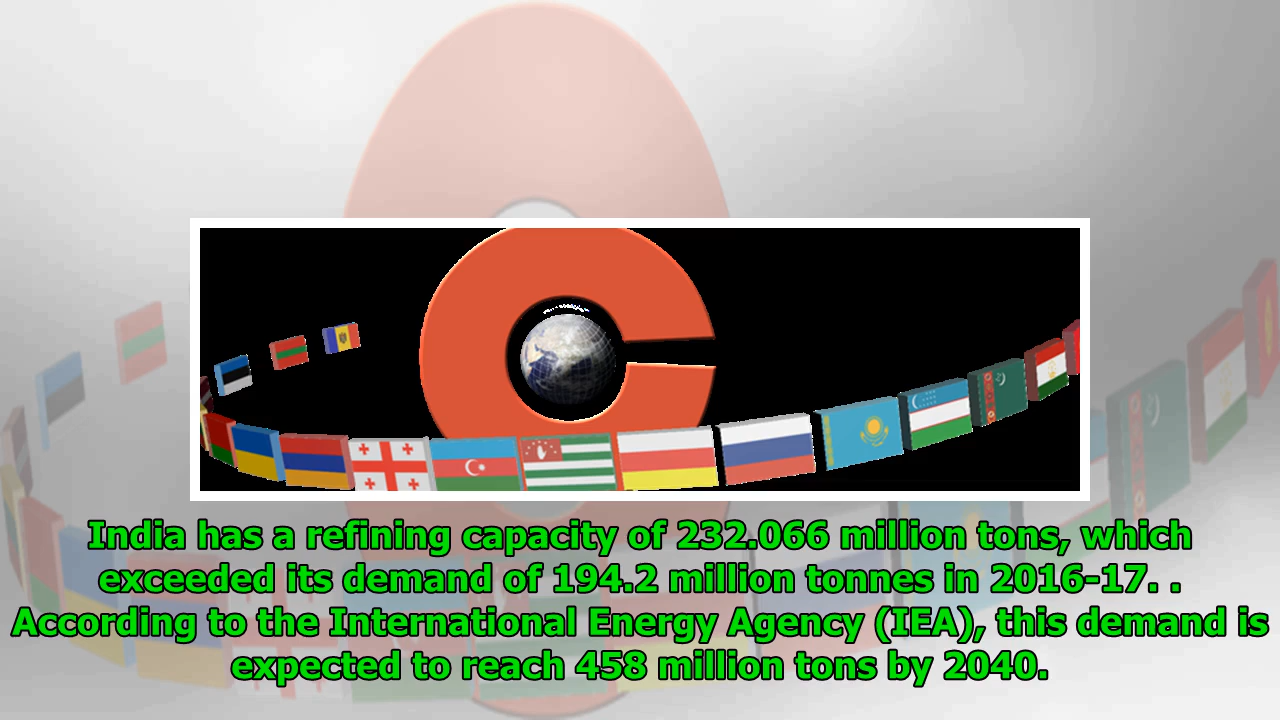 India has a refining capacity of 232.066 million tons, which
exceeded its demand of 194.2 million tonnes in 2016-17. .
According to the International Energy Agency (IEA), this demand is
expected to reach 458 million tons by 2040.